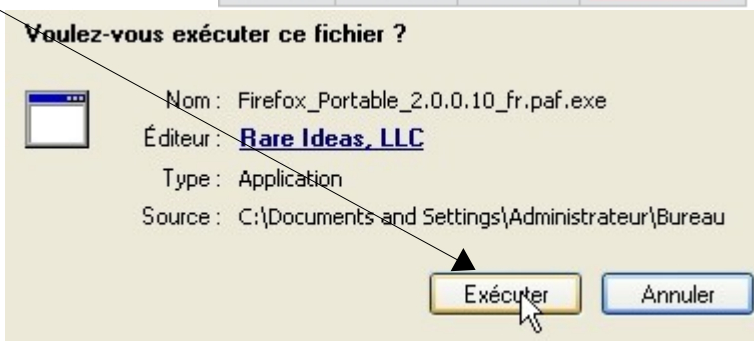 Voulez-vous exécuter ce fichier ?
Nom : Firefox_Portable_2.0.0.10_fr.paf.exe
Éditeur : Rare Ideas, LLC
Type : Application
Source : C:\Documents and Settings\Administrateur\Bureau
Exécuter Annuler